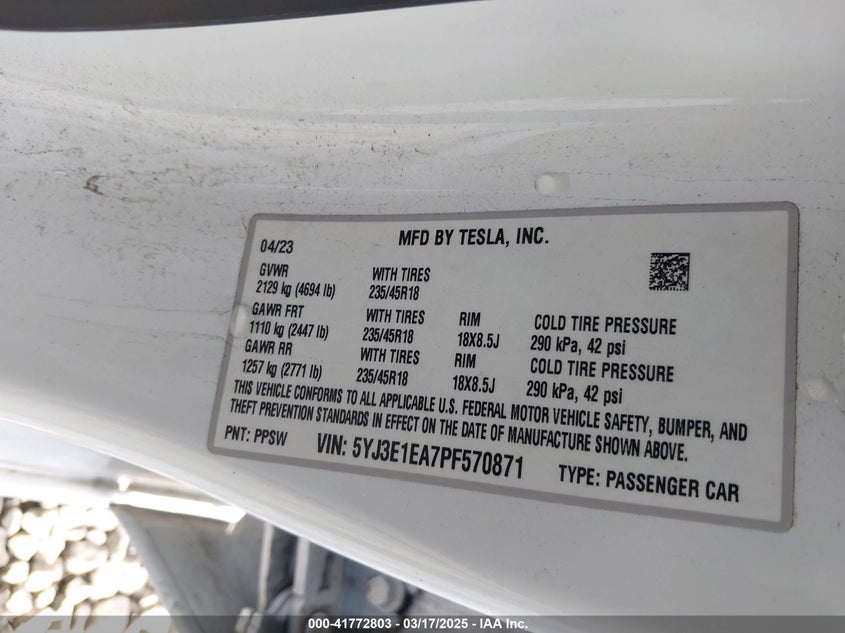 MFD BY TESLA, INC.
04/23
GVWR WITH TIRES
2129 kg (4694 lb) 235/45R18
GAWR FRT WITH TIRES RIM COLD TIRE PRESSURE
1110 kg (2447 lb) 235/45R18 18X8.5J 290 kPa, 42 psi
GAWR RR WITH TIRES RIM COLD TIRE PRESSURE
1257 kg (2771 lb) 235/45R18 18X8.5J 290 kPa, 42 psi
THIS VEHICLE CONFORMS TO ALL APPLICABLE U.S. FEDERAL MOTOR VEHICLE SAFETY, BUMPER, AND
THEFT PREVENTION STANDARDS IN EFFECT ON THE DATE OF MANUFACTURE SHOWN ABOVE.
PNT: PPSW VIN: 5YJ3E1EA7PF570871 TYPE: PASSENGER CAR
000-41772803 - 03/17/2025 - IAA Inc.